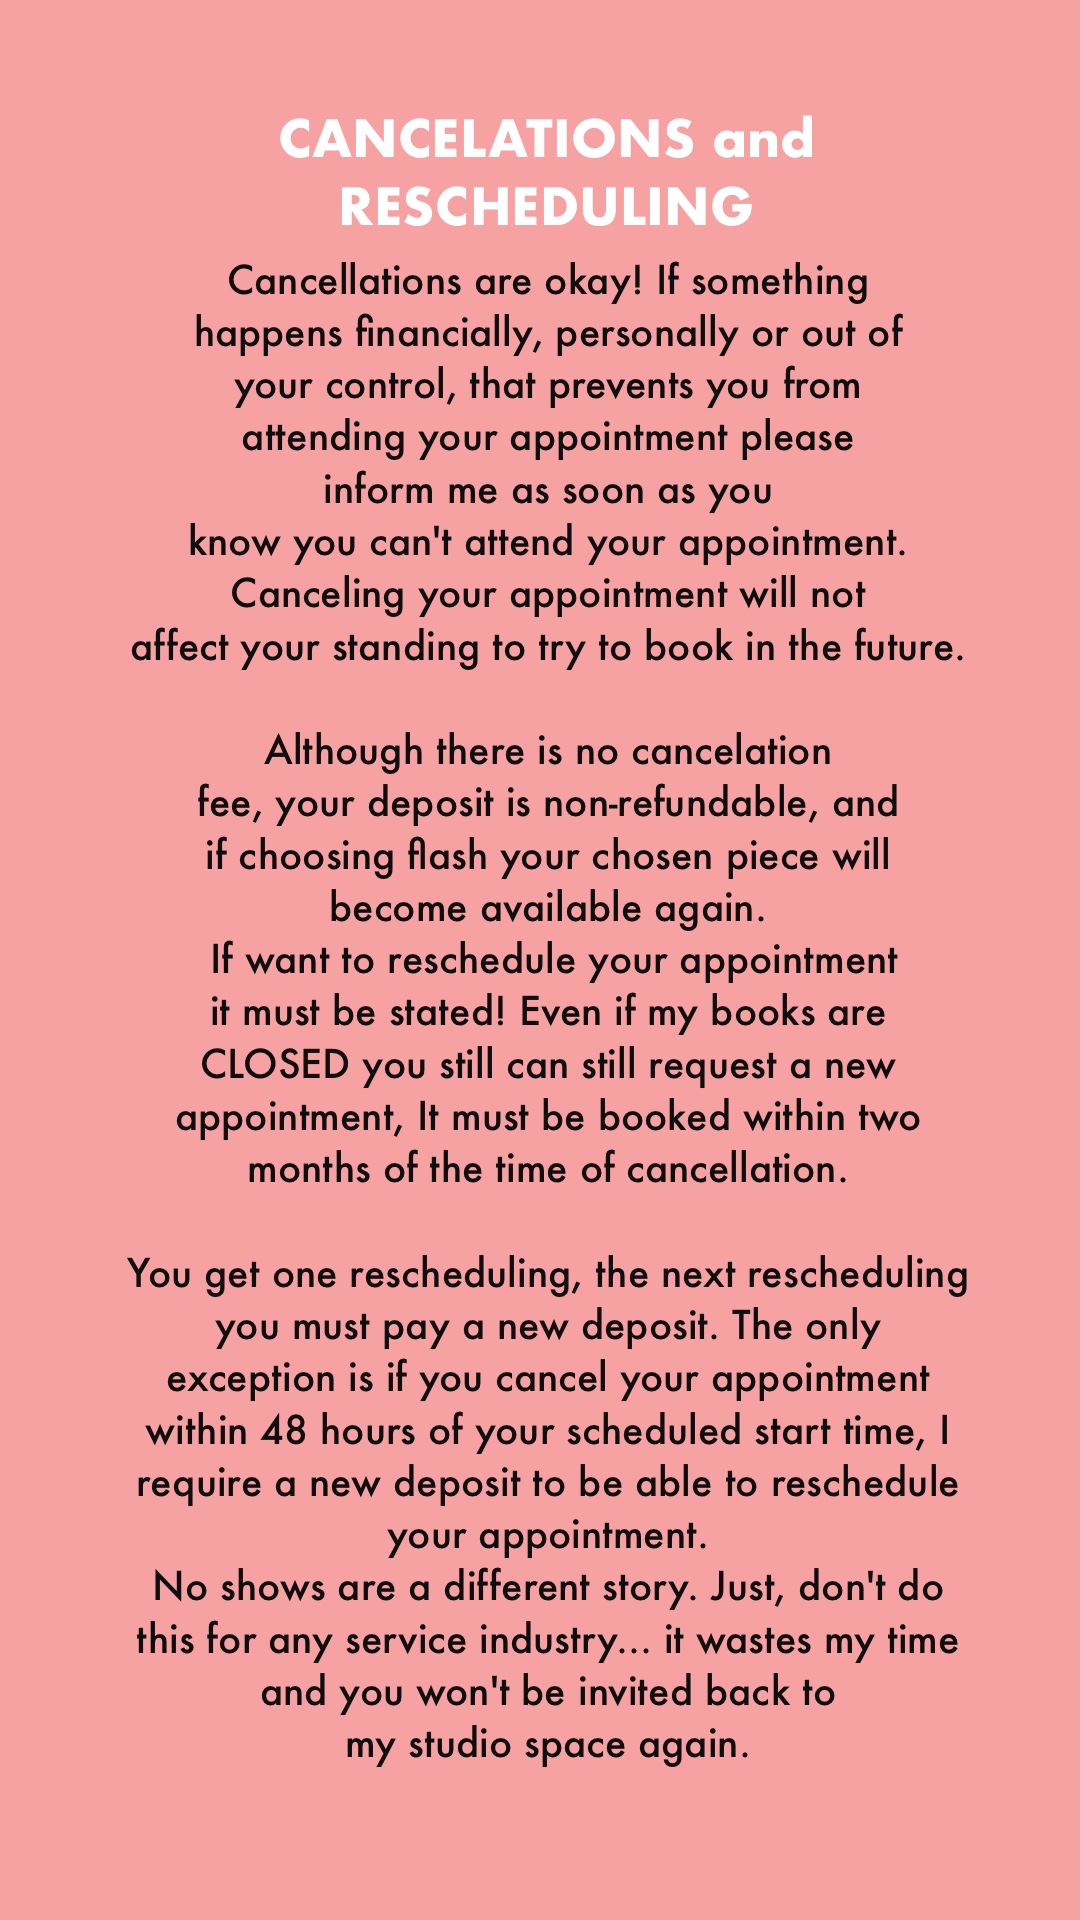 CANCELATIONS and
RESCHEDULING
Cancellations are okay! If something
happens financially, personally or out of
your control, that prevents you from
attending your appointment please
inform me as soon as you
know you can't attend your appointment.
Canceling your appointment will not
affect your standing to try to book in the future.
Although there is no cancelation
fee, your deposit is non-refundable, and
if choosing flash your chosen piece will
become available again.
If want to reschedule your appointment
it must be stated! Even if my books are
CLOSED you still can still request a new
appointment, It must be booked within two
months of the time of cancellation.
You get one rescheduling, the next rescheduling
you must pay a new deposit. The only
exception is if you cancel your appointment
within 48 hours of your scheduled start time, I
require a new deposit to be able to reschedule
your appointment.
No shows are a different story. Just, don't do
this for any service industry... it wastes my time
and you won't be invited back to
my studio space again.